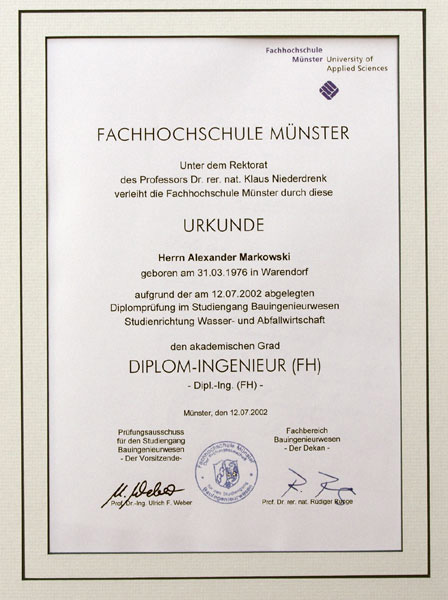 Fachhochschule
Münster University of
Applied Sciences
FACHHOCHSCHULE MÜNSTER
Unter dem Rektorat
des Professors Dr. rer. nat. Klaus Niederdrenk
verleiht die Fachhochschule Münster durch diese
URKUNDE
Herrn Alexander Markowski
geboren am 31.03.1976 in Warendorf
aufgrund der am 12.07.2002 abgelegten
Diplomprüfung im Studiengang Bauingenieurwesen
Studienrichtung Wasser- und Abfallwirtschaft
den akademischen Grad
DIPLOM-INGENIEUR (FH)
- Dipl.-Ing. (FH) -
Münster, den 12.07.2002
Prüfungsausschuss
für den Studiengang
Bauingenieurwesen
- Der Vorsitzende-
Fachhochschule Münster
Bauingenieurwesen
Fachbereich
Bauingenieurwesen
- Der Dekan -
Prof. Dr.-Ing. Ulrich F. Weber
Prof. Dr. rer. nat. Rüdiger